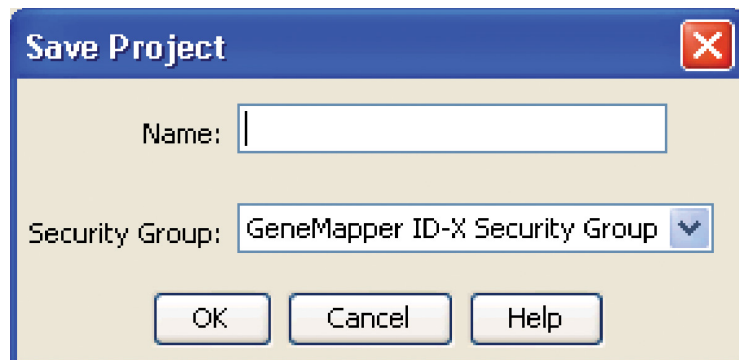 Save Project
Name:
Security Group: GeneMapper ID-X Security Group
OK Cancel Help